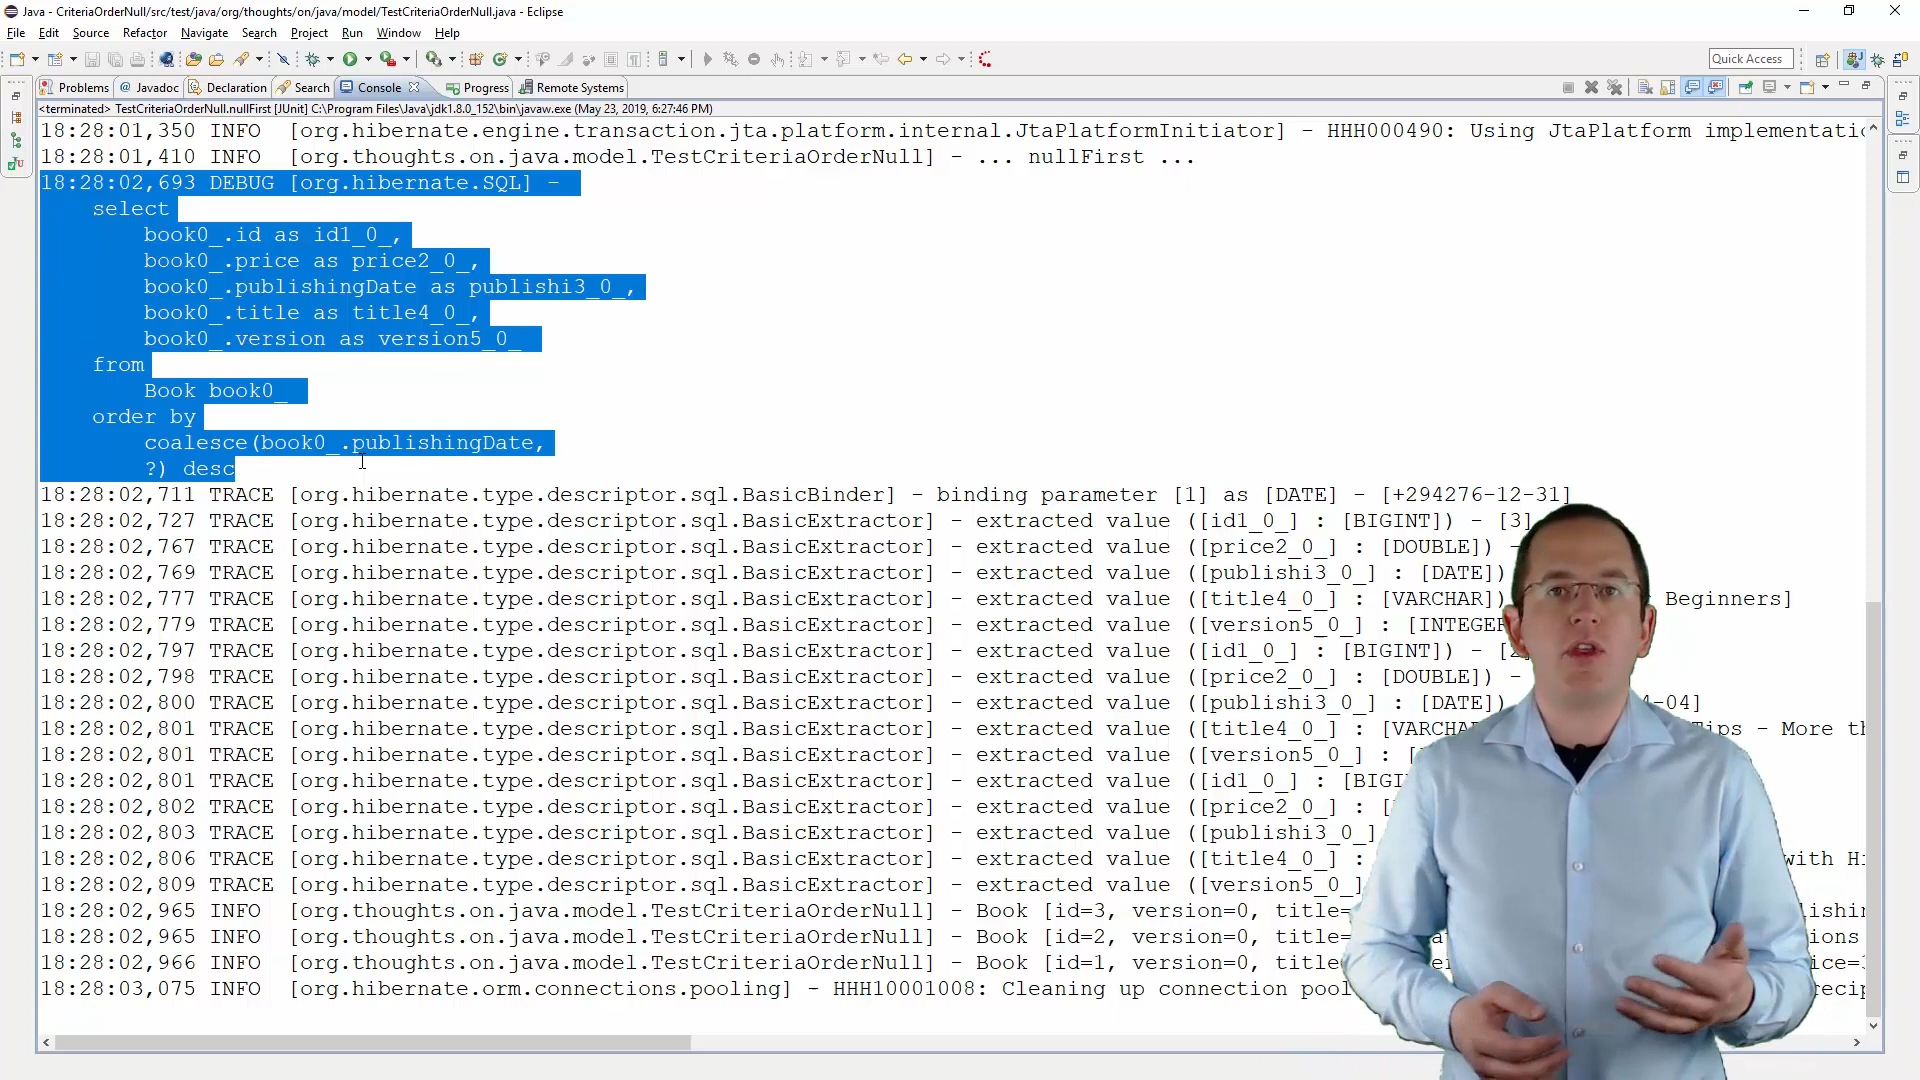 Java - CriteriaOrderNull/src/test/java/org/thoughts/on/java/model/TestCriteriaOrderNull.java - Eclipse
File Edit Source Refactor Navigate Search Project Run Window Help
Quick Access
Problems Javadoc Declaration Search Console Progress Remote Systems
<terminated> TestCriteriaOrderNull.nullFirst [JUnit] C:\Program Files\Java\jdk1.8.0_152\bin\javaw.exe (May 23, 2019, 6:27:46 PM)
18:28:01,350 INFO [org.hibernate.engine.transaction.jta.platform.internal.JtaPlatformInitiator] - HHH000490: Using JtaPlatform
18:28:01,410 INFO [org.thoughts.on.java.model.TestCriteriaOrderNull] - ... nullFirst ...
18:28:02,693 DEBUG [org.hibernate.SQL] -
select
book0_.id as id1_0_,
book0_.price as price2_0_,
book0_.publishingDate as publishi3_0_,
book0_.title as title4_0_,
book0_.version as version5_0_
from
Book book0_
order by
coalesce(book0_.publishingDate,
?) desc
18:28:02,711 TRACE [org.hibernate.type.descriptor.sql.BasicBinder] - binding parameter [1] as [DATE] - [+294276-12-31]
18:28:02,727 TRACE [org.hibernate.type.descriptor.sql.BasicExtractor] - extracted value ([id1_0_] : [BIGINT]) - [3]
18:28:02,767 TRACE [org.hibernate.type.descriptor.sql.BasicExtractor] - extracted value ([price2_0_] : [DOUBLE]) -
18:28:02,769 TRACE [org.hibernate.type.descriptor.sql.BasicExtractor] - extracted value ([publishi3_0_] : [DATE])
18:28:02,777 TRACE [org.hibernate.type.descriptor.sql.BasicExtractor] - extracted value ([title4_0_] : [VARCHAR]) Beginners]
18:28:02,779 TRACE [org.hibernate.type.descriptor.sql.BasicExtractor] - extracted value ([version5_0_] : [INTEGER
18:28:02,797 TRACE [org.hibernate.type.descriptor.sql.BasicExtractor] - extracted value ([id1_0_] : [BIGINT]) - [2]
18:28:02,798 TRACE [org.hibernate.type.descriptor.sql.BasicExtractor] - extracted value ([price2_0_] : [DOUBLE]) -
18:28:02,800 TRACE [org.hibernate.type.descriptor.sql.BasicExtractor] - extracted value ([publishi3_0_] : [DATE]) 4-04]
18:28:02,801 TRACE [org.hibernate.type.descriptor.sql.BasicExtractor] - extracted value ([title4_0_] : [VARCHA Tips - More th
18:28:02,801 TRACE [org.hibernate.type.descriptor.sql.BasicExtractor] - extracted value ([version5_0_] :
18:28:02,801 TRACE [org.hibernate.type.descriptor.sql.BasicExtractor] - extracted value ([id1_0_] : [BIGI
18:28:02,802 TRACE [org.hibernate.type.descriptor.sql.BasicExtractor] - extracted value ([price2_0_] :
18:28:02,803 TRACE [org.hibernate.type.descriptor.sql.BasicExtractor] - extracted value ([publishi3_0_]
18:28:02,806 TRACE [org.hibernate.type.descriptor.sql.BasicExtractor] - extracted value ([title4_0_] : with Hi
18:28:02,809 TRACE [org.hibernate.type.descriptor.sql.BasicExtractor] - extracted value ([version5_0_]
18:28:02,965 INFO [org.thoughts.on.java.model.TestCriteriaOrderNull] - Book [id=3, version=0, title=
18:28:02,965 INFO [org.thoughts.on.java.model.TestCriteriaOrderNull] - Book [id=2, version=0, title=
18:28:02,966 INFO [org.thoughts.on.java.model.TestCriteriaOrderNull] - Book [id=1, version=0, title
18:28:03,075 INFO [org.hibernate.orm.connections.pooling] - HHH10001008: Cleaning up connection pool